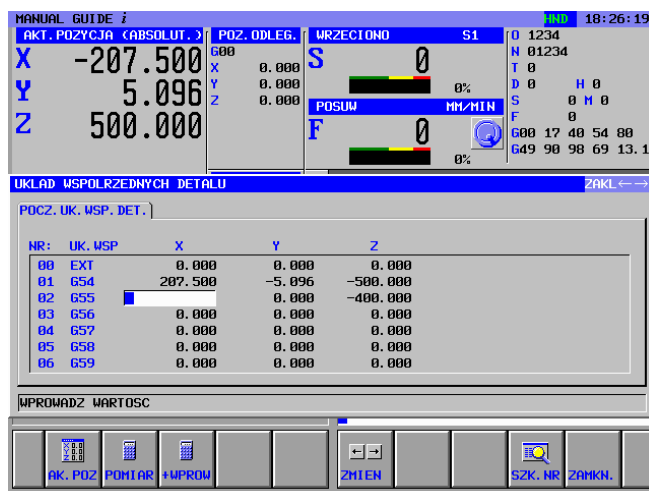 MANUAL GUIDE i HND 18:26:19
AKT.POZYCJA (ABSOLUT.) POZ.ODLEG. WRZECIONO S1 O 1234
X -207.500 G00 S 0 N 01234
X 0.000 T 0
Y 5.096 Y 0.000 0% D 0 H 0
Z 0.000 POSUW MM/MIN S 0 M 0
Z 500.000 F 0 F 0
G00 17 40 54 80
0% G49 90 98 69 13.1
UKLAD WSPOLRZEDNYCH DETALU ZAKL←→
POCZ.UK.WSP.DET.
NR: UK.WSP X Y Z
00 EXT 0.000 0.000 0.000
01 G54 207.500 -5.096 -500.000
02 G55 0.000 -400.000
03 G56 0.000 0.000 0.000
04 G57 0.000 0.000 0.000
05 G58 0.000 0.000 0.000
06 G59 0.000 0.000 0.000
WPROWADZ WARTOSC
AK.POZ POMIAR +WPROW ZMIEN SZK.NR ZAMKN.